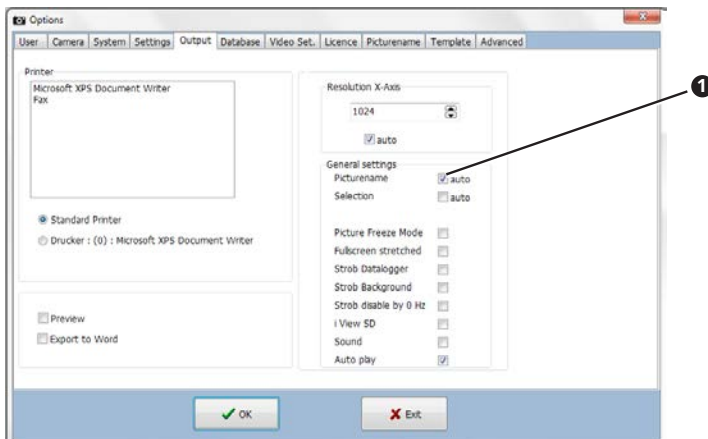 Options
User Camera System Settings Output Database Video Set. Licence Picturename Template Advanced
Printer
Microsoft XPS Document Writer
Fax
Standard Printer
Drucker : (0) : Microsoft XPS Document Writer
Preview
Export to Word
Resolution X-Axis
1024
auto
General settings
Picturename auto
Selection auto
Picture Freeze Mode
Fullscreen stretched
Strob Datalogger
Strob Background
Strob disable by 0 Hz
i View SD
Sound
Auto play
OK
Exit
1